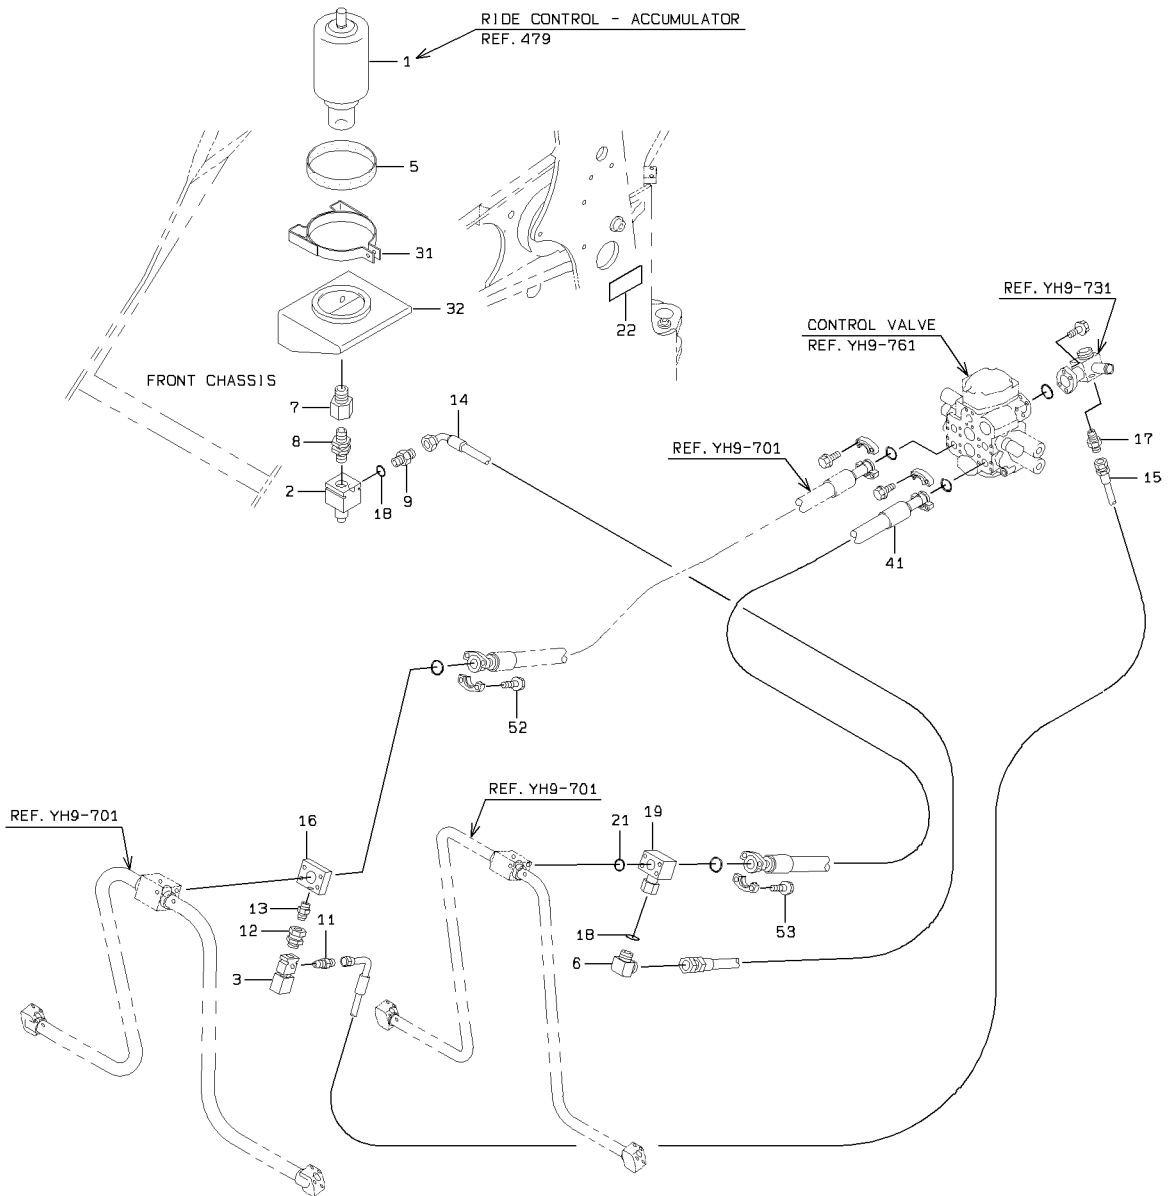 RIDE CONTROL - ACCUMULATOR
REF. 479
1
5
31
32
22
REF. YH9-731
CONTROL VALVE
REF. YH9-761
FRONT CHASSIS
7
14
8
17
REF. YH9-701
15
2
18
9
41
52
REF. YH9-701
REF. YH9-701
16
21
19
13
11
12
53
18
6
3